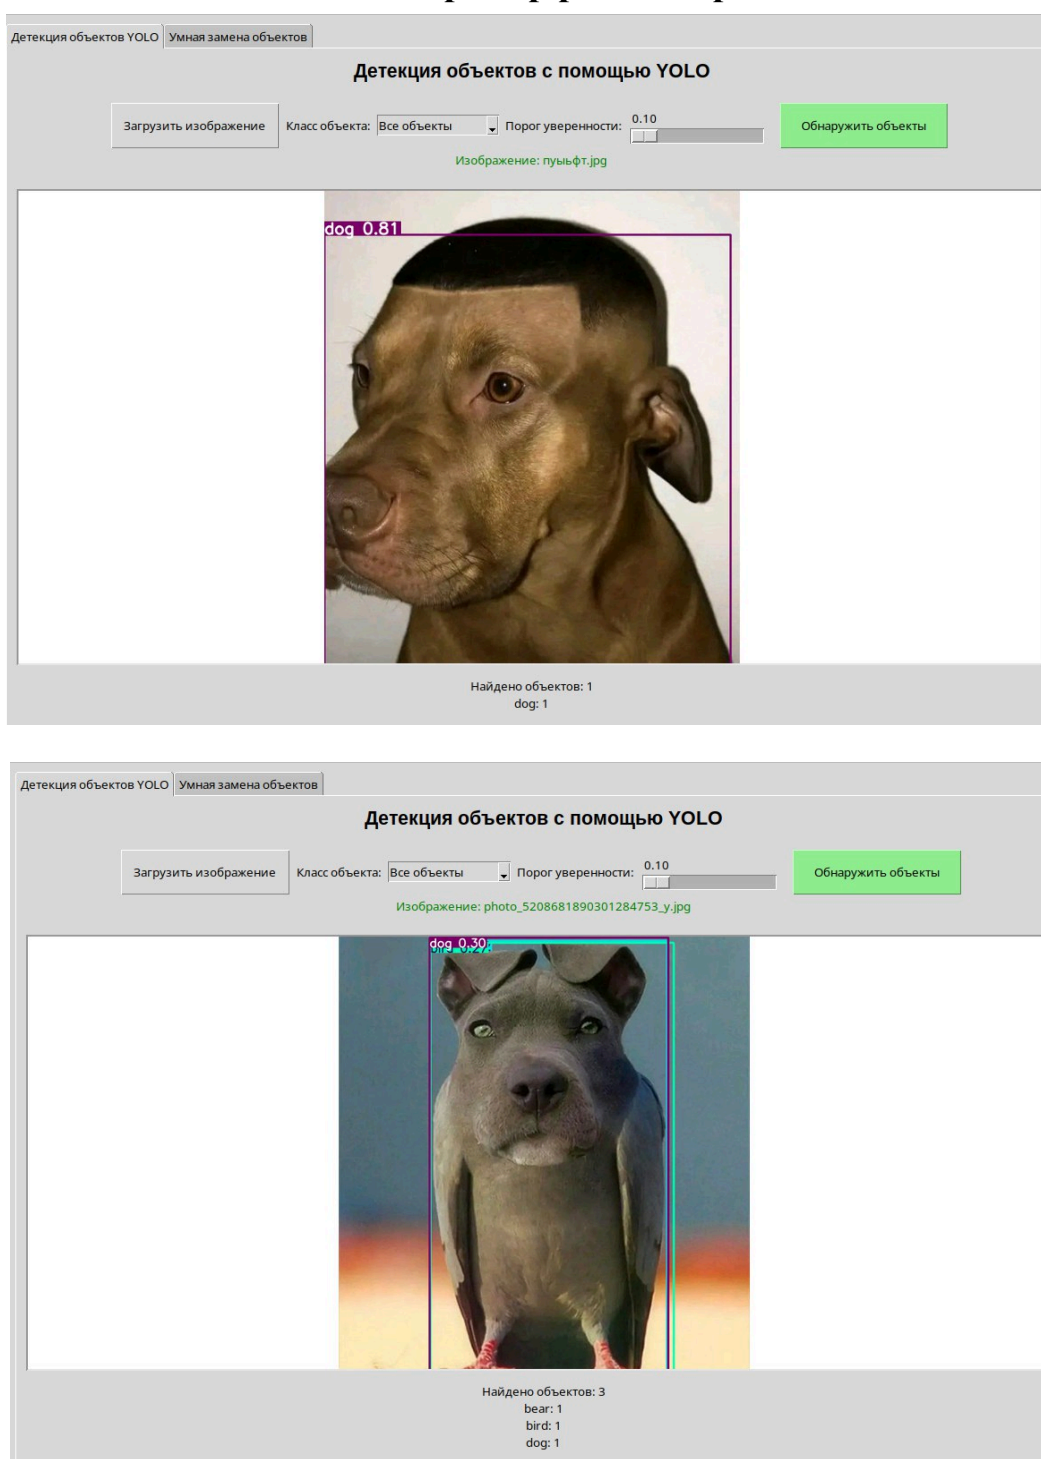 Детекция объектов YOLO Умная замена объектов
Детекция объектов с помощью YOLO
Загрузить изображение Класс объекта: Все объекты Порог уверенности: 0.10 Обнаружить объекты
Изображение: пуыьфт.jpg
dog 0.81
Найдено объектов: 1
dog: 1
Детекция объектов YOLO Умная замена объектов
Детекция объектов с помощью YOLO
Загрузить изображение Класс объекта: Все объекты Порог уверенности: 0.10 Обнаружить объекты
Изображение: photo_5208681890301284753_y.jpg
dog 0.30
Найдено объектов: 3
bear: 1
bird: 1
dog: 1